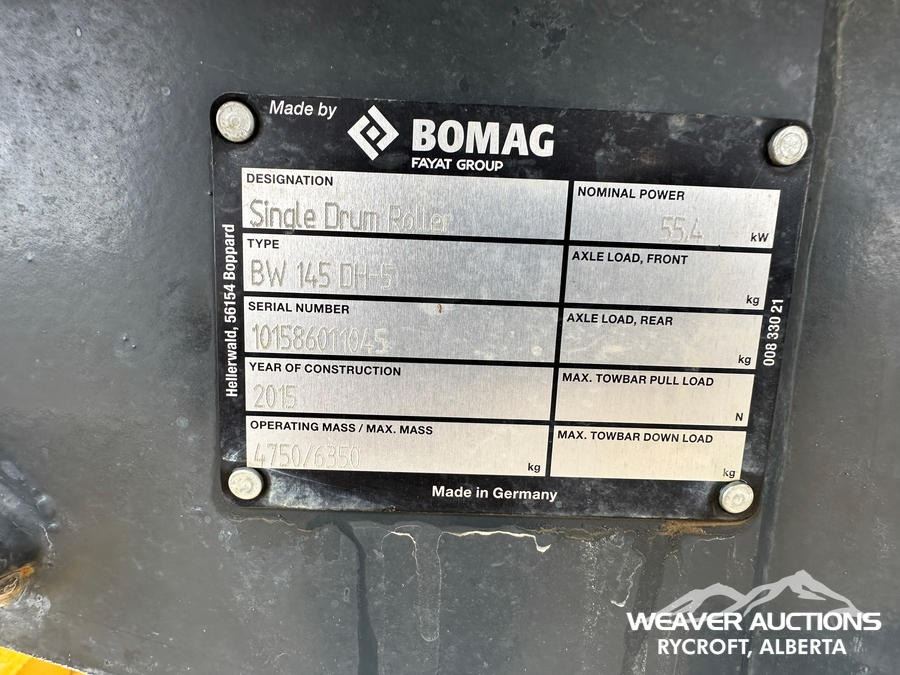 Made by
BOMAG
FAYAT GROUP
DESIGNATION
Single Drum Roller
NOMINAL POWER
55,4 kW
TYPE
BW 145 DH-5
AXLE LOAD, FRONT
kg
SERIAL NUMBER
101586011045
AXLE LOAD, REAR
kg
YEAR OF CONSTRUCTION
2015
MAX. TOWBAR PULL LOAD
N
OPERATING MASS / MAX. MASS
4750/6350 kg
MAX. TOWBAR DOWN LOAD
kg
Hellerwald, 56154 Boppard
008 330 21
Made in Germany
WEAVER AUCTIONS
RYCROFT, ALBERTA